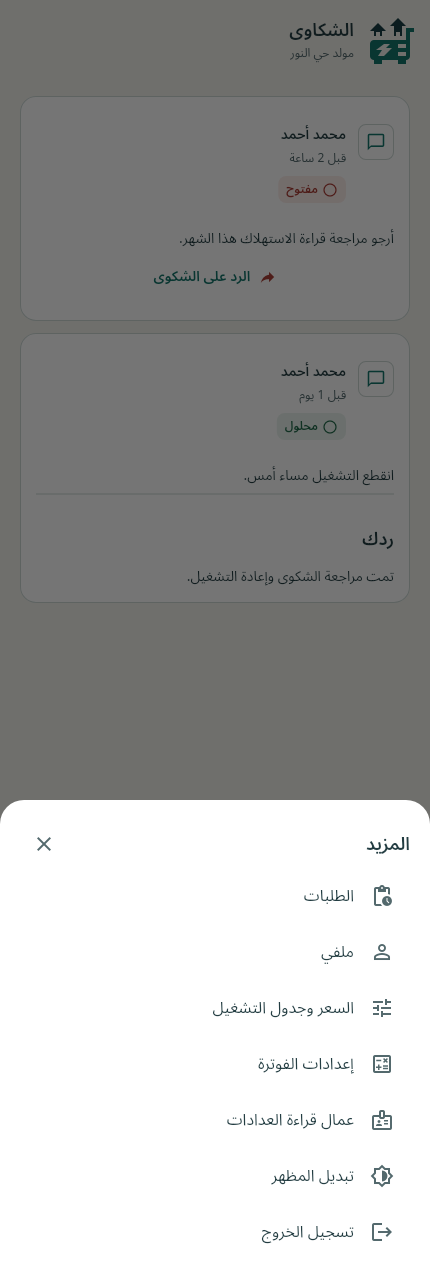 الشكاوى
مولد حي النور
محمد أحمد
قبل 2 ساعة
مفتوح
أرجو مراجعة قراءة الاستهلاك هذا الشهر.
الرد على الشكوى
محمد أحمد
قبل 1 يوم
محلول
انقطع التشغيل مساء أمس.
ردك
تمت مراجعة الشكوى وإعادة التشغيل.
المزيد
الطلبات
ملفي
السعر وجدول التشغيل
إعدادات الفوترة
عمال قراءة العدادات
تبديل المظهر
تسجيل الخروج